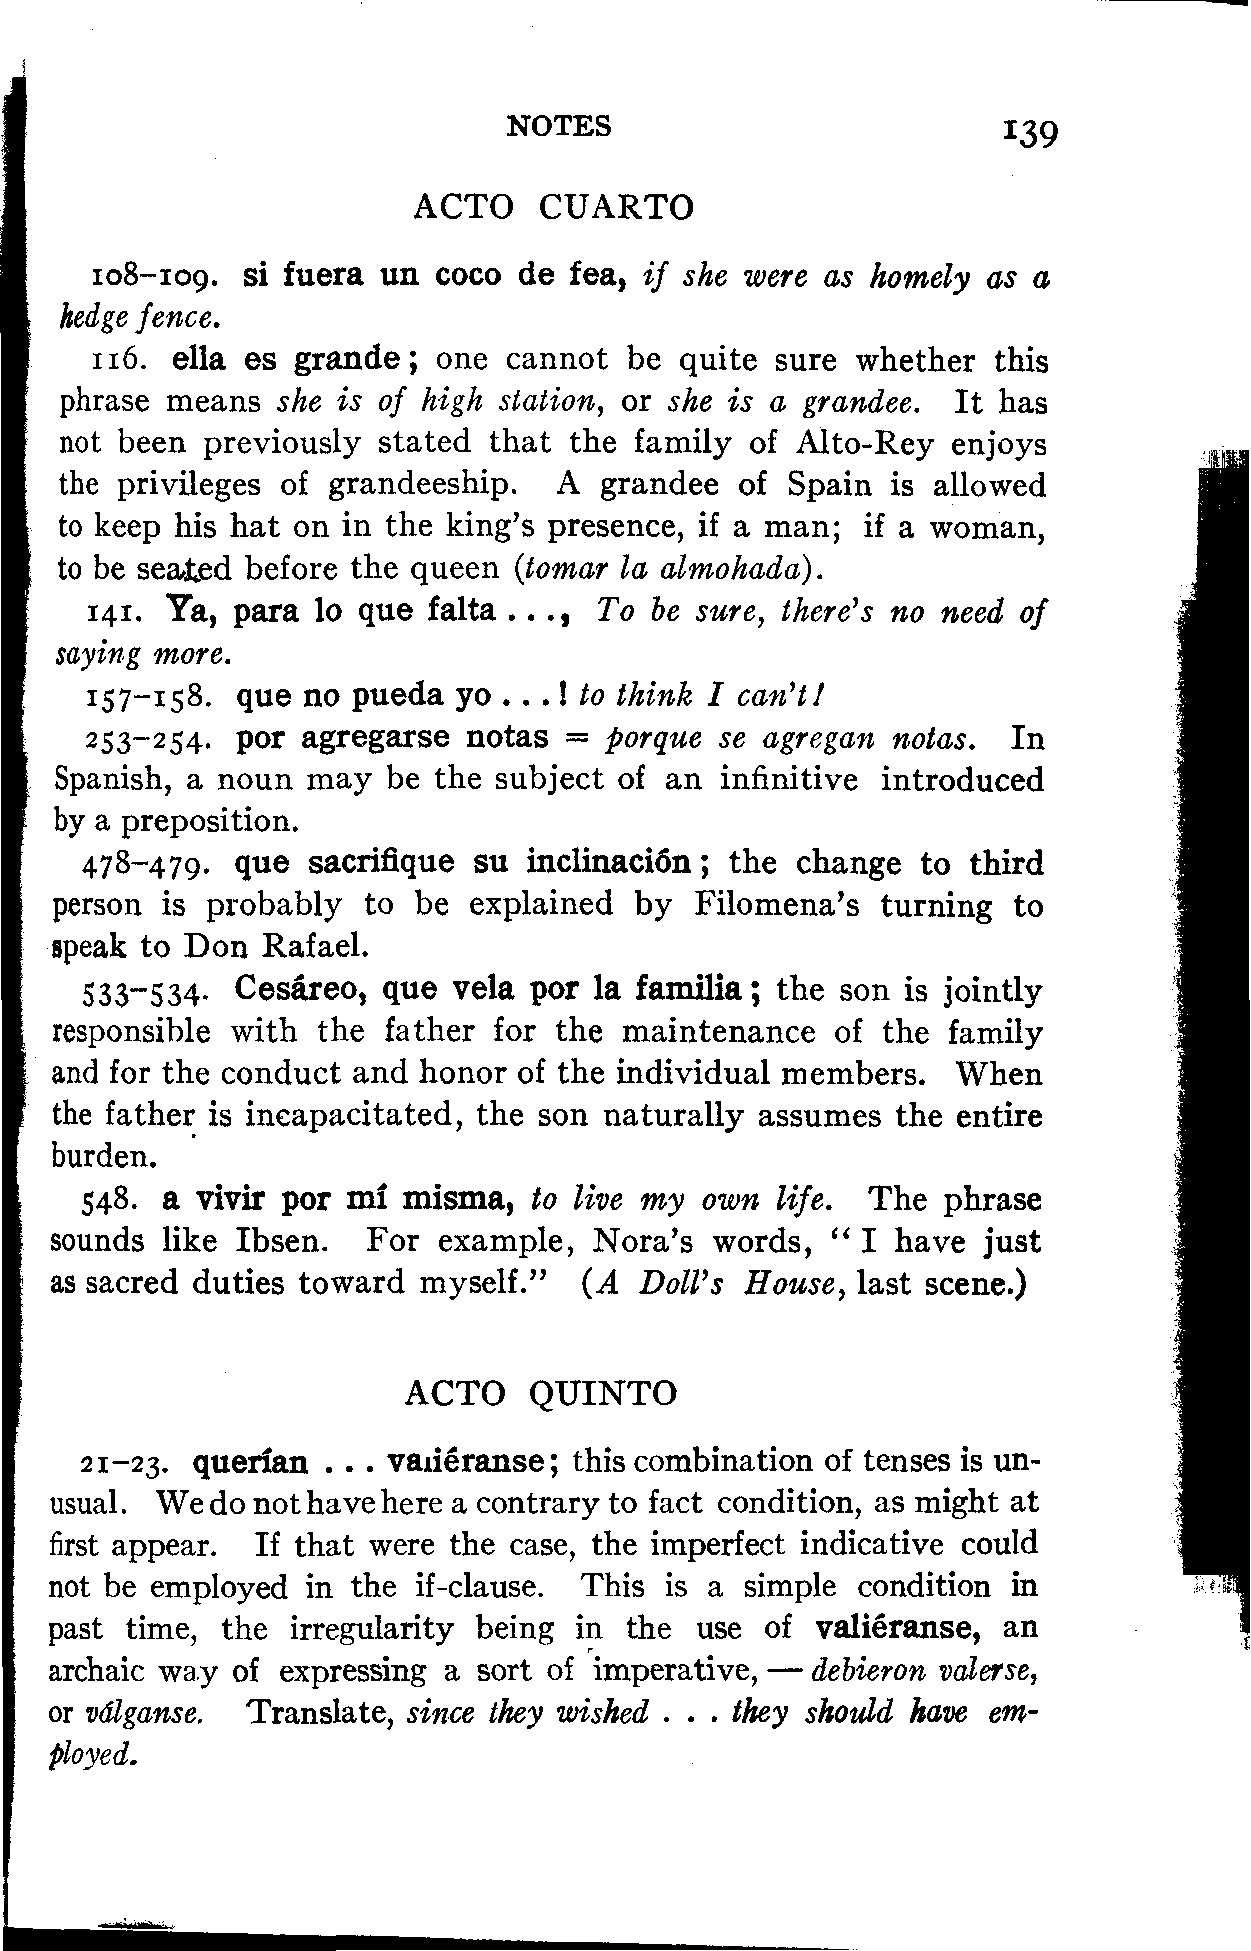 NOTES 139
ACTO CUARTO
108–109. si fuera un coco de fea, if she were as homely as a
hedge fence.
116. ella es grande; one cannot be quite sure whether this
phrase means she is of high station, or she is a grandee. It has
not been previously stated that the family of Alto-Rey enjoys
the privileges of grandeeship. A grandee of Spain is allowed
to keep his hat on in the king's presence, if a man; if a woman,
to be seated before the queen (tomar la almohada).
141. Ya, para lo que falta . . ., To be sure, there's no need of
saying more.
157–158. que no pueda yo . . . ! to think I can't!
253–254. por agregarse notas = porque se agregan notas. In
Spanish, a noun may be the subject of an infinitive introduced
by a preposition.
478–479. que sacrifique su inclinación; the change to third
person is probably to be explained by Filomena's turning to
speak to Don Rafael.
533–534. Cesáreo, que vela por la familia; the son is jointly
responsible with the father for the maintenance of the family
and for the conduct and honor of the individual members. When
the father is incapacitated, the son naturally assumes the entire
burden.
548. a vivir por mí misma, to live my own life. The phrase
sounds like Ibsen. For example, Nora's words, "I have just
as sacred duties toward myself." (A Doll's House, last scene.)
ACTO QUINTO
21–23. querían . . . valiéranse; this combination of tenses is un-
usual. We do not have here a contrary to fact condition, as might at
first appear. If that were the case, the imperfect indicative could
not be employed in the if-clause. This is a simple condition in
past time, the irregularity being in the use of valiéranse, an
archaic way of expressing a sort of imperative, — debieron valerse,
or válganse. Translate, since they wished . . . they should have em-
ployed.